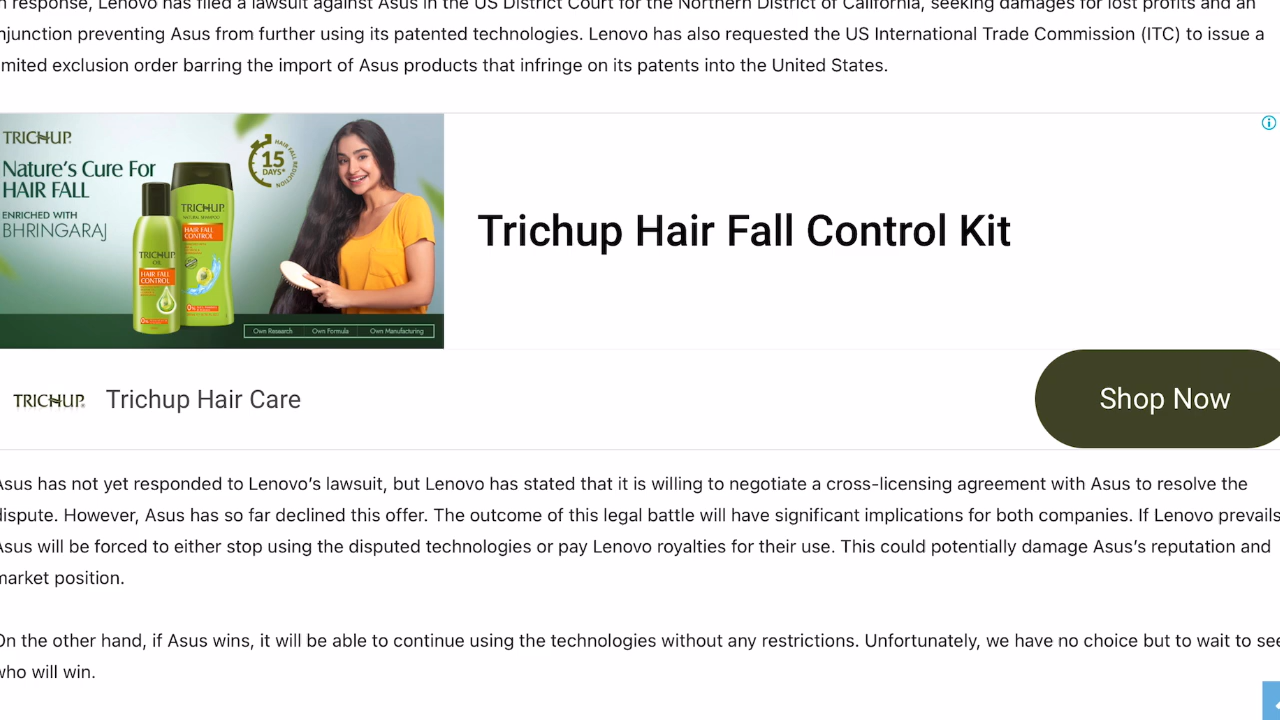 n response, Lenovo has filed a lawsuit against Asus in the US District Court for the Northern District of California, seeking damages for lost profits and an
njunction preventing Asus from further using its patented technologies. Lenovo has also requested the US International Trade Commission (ITC) to issue a
imited exclusion order barring the import of Asus products that infringe on its patents into the United States.
TRICHUP.
Nature's Cure For
HAIR FALL
ENRICHED WITH
BHRINGARAJ
15
DAYS*
HAIR FALL REDUCTION
TRICHUP
OIL
HAIR FALL
CONTROL
TRICHUP
HAIR FALL
CONTROL
Own Research
Own Formula
Own Manufacturing
Trichup Hair Fall Control Kit
TRICHUP
Trichup Hair Care
Shop Now
Asus has not yet responded to Lenovo's lawsuit, but Lenovo has stated that it is willing to negotiate a cross-licensing agreement with Asus to resolve the
dispute. However, Asus has so far declined this offer. The outcome of this legal battle will have significant implications for both companies. If Lenovo prevails
Asus will be forced to either stop using the disputed technologies or pay Lenovo royalties for their use. This could potentially damage Asus's reputation and
market position.
On the other hand, if Asus wins, it will be able to continue using the technologies without any restrictions. Unfortunately, we have no choice but to wait to see
who will win.